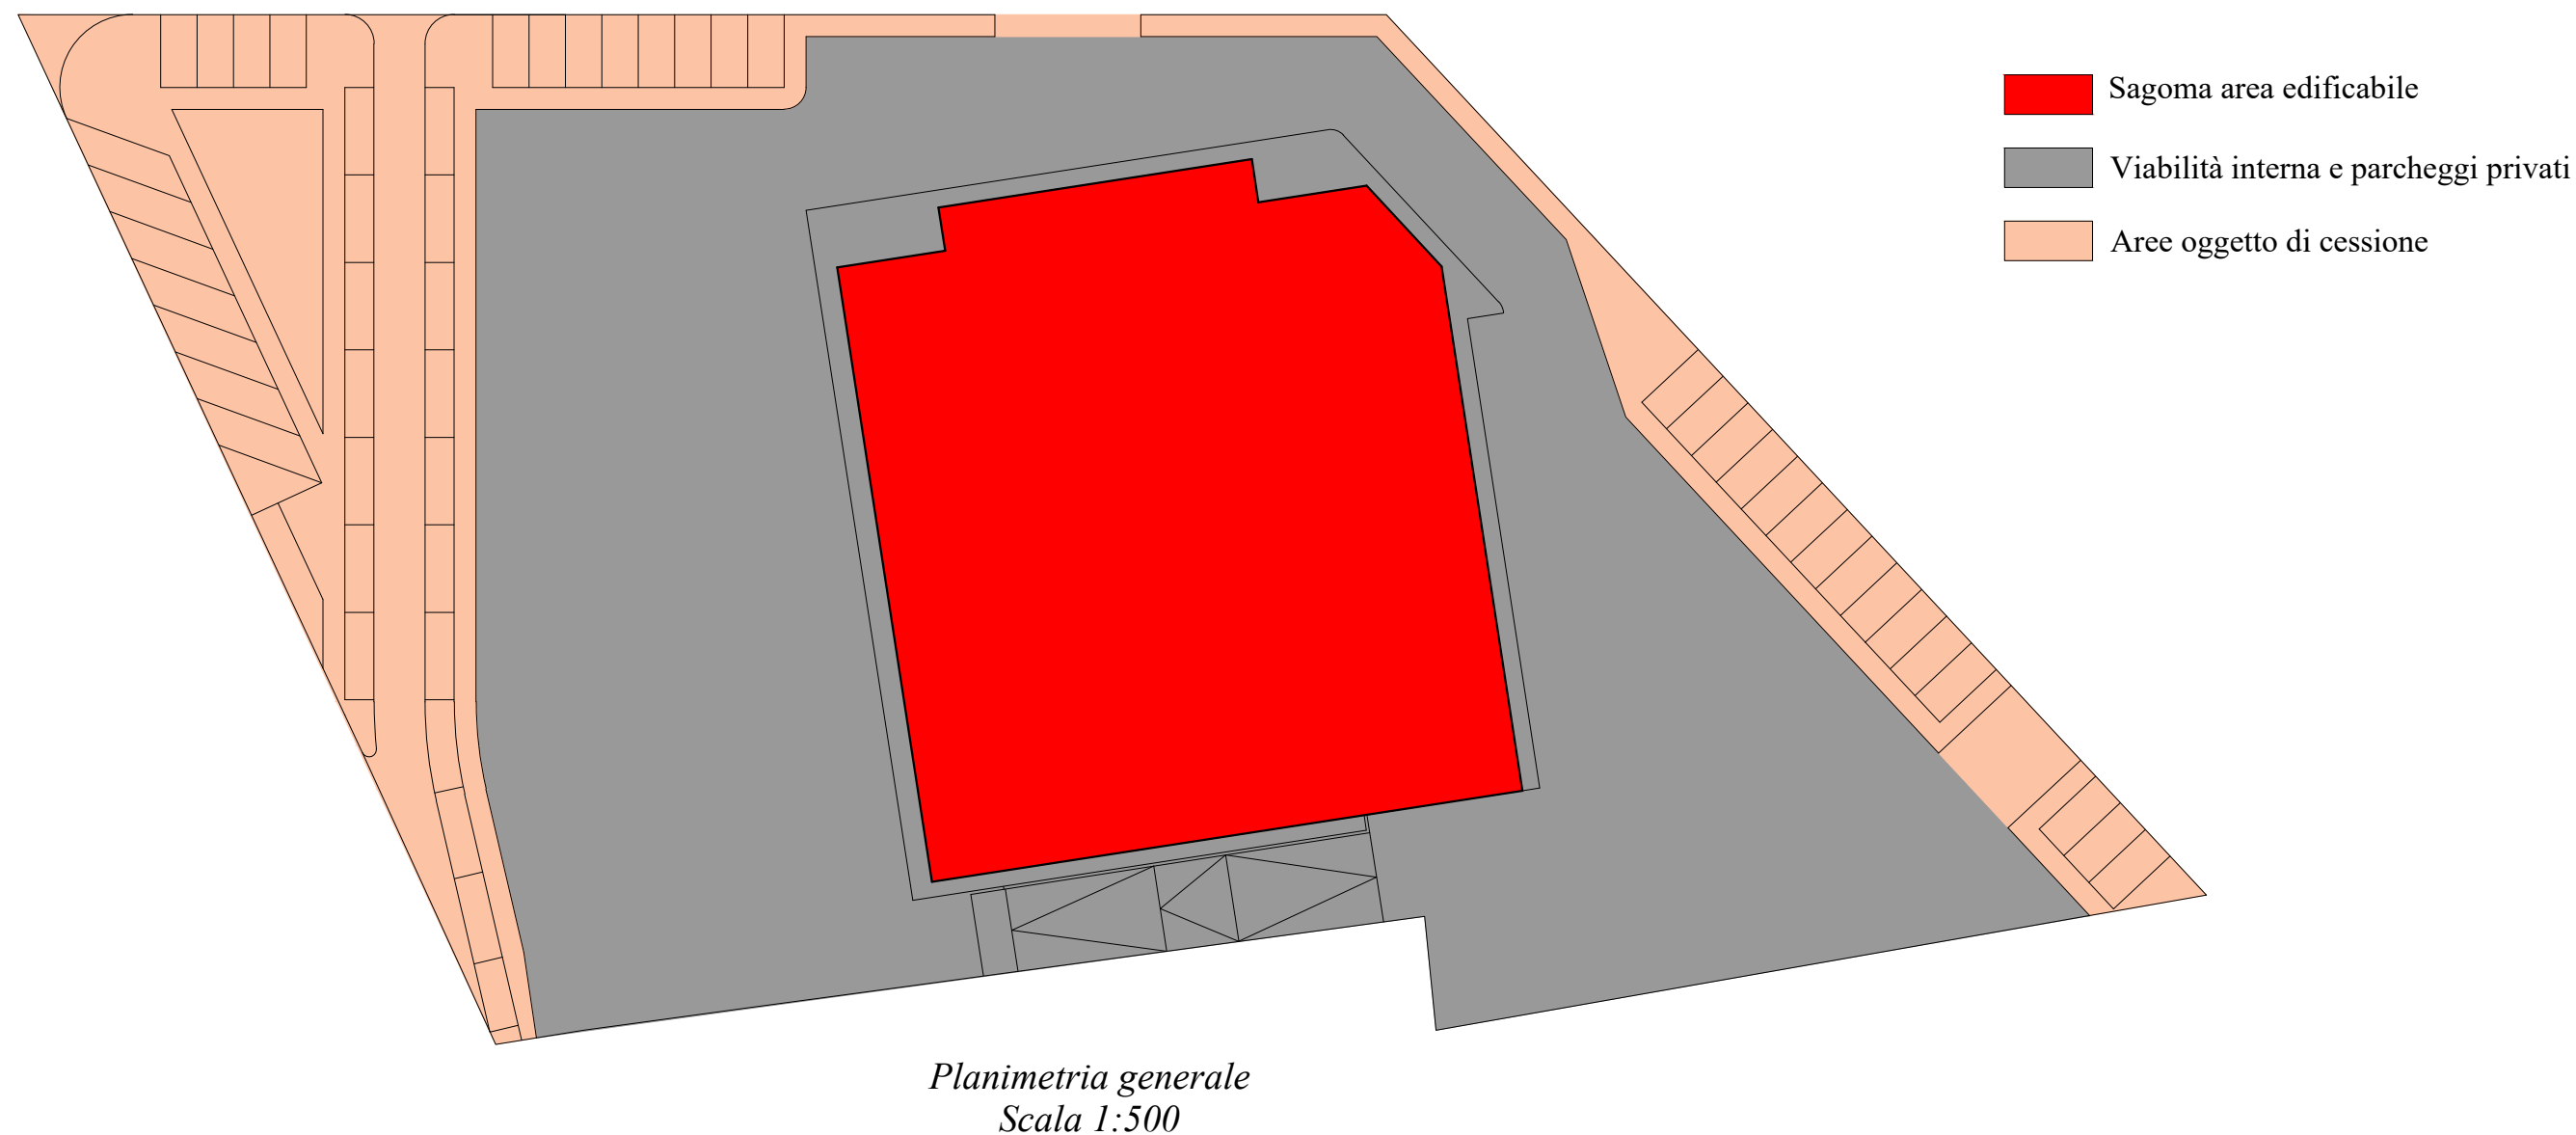 Sagoma area edificabile
Viabilità interna e parcheggi privati
Aree oggetto di cessione
Planimetria generale
Scala 1:500